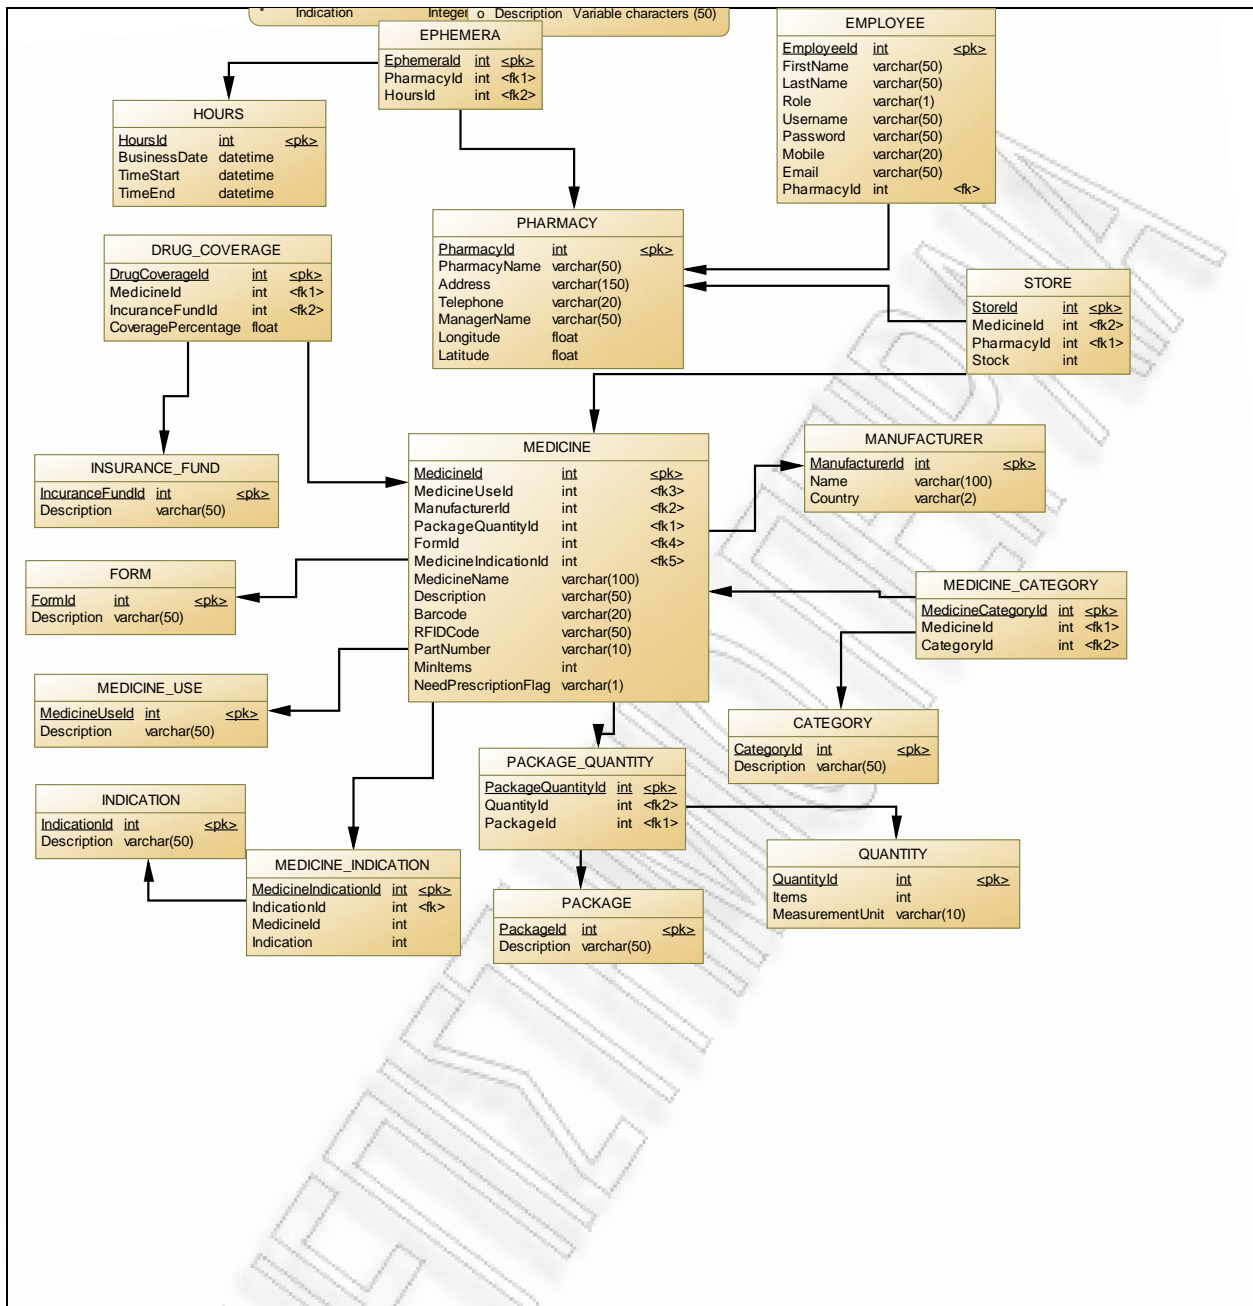 Indication Integer o Description Variable characters (50)
EPHEMERA
EphemeraId int <pk>
PharmacyId int <fk1>
HoursId int <fk2>
EMPLOYEE
EmployeeId int <pk>
FirstName varchar(50)
LastName varchar(50)
Role varchar(1)
Username varchar(50)
Password varchar(50)
Mobile varchar(20)
Email varchar(50)
PharmacyId int <fk>
HOURS
HoursId int <pk>
BusinessDate datetime
TimeStart datetime
TimeEnd datetime
PHARMACY
PharmacyId int <pk>
PharmacyName varchar(50)
Address varchar(150)
Telephone varchar(20)
ManagerName varchar(50)
Longitude float
Latitude float
DRUG_COVERAGE
DrugCoverageId int <pk>
MedicineId int <fk1>
IncuranceFundId int <fk2>
CoveragePercentage float
STORE
StoreId int <pk>
MedicineId int <fk2>
PharmacyId int <fk1>
Stock int
INSURANCE_FUND
IncuranceFundId int <pk>
Description varchar(50)
MEDICINE
MedicineId int <pk>
MedicineUseId int <fk3>
ManufacturerId int <fk2>
PackageQuantityId int <fk1>
FormId int <fk4>
MedicineIndicationId int <fk5>
MedicineName varchar(100)
Description varchar(50)
Barcode varchar(20)
RFIDCode varchar(50)
PartNumber varchar(10)
MinItems int
NeedPrescriptionFlag varchar(1)
MANUFACTURER
ManufacturerId int <pk>
Name varchar(100)
Country varchar(2)
FORM
FormId int <pk>
Description varchar(50)
MEDICINE_CATEGORY
MedicineCategoryId int <pk>
MedicineId int <fk1>
CategoryId int <fk2>
MEDICINE_USE
MedicineUseId int <pk>
Description varchar(50)
CATEGORY
CategoryId int <pk>
Description varchar(50)
PACKAGE_QUANTITY
PackageQuantityId int <pk>
QuantityId int <fk2>
PackageId int <fk1>
INDICATION
IndicationId int <pk>
Description varchar(50)
MEDICINE_INDICATION
MedicineIndicationId int <pk>
IndicationId int <fk>
MedicineId int
Indication int
QUANTITY
QuantityId int <pk>
Items int
MeasurementUnit varchar(10)
PACKAGE
PackageId int <pk>
Description varchar(50)